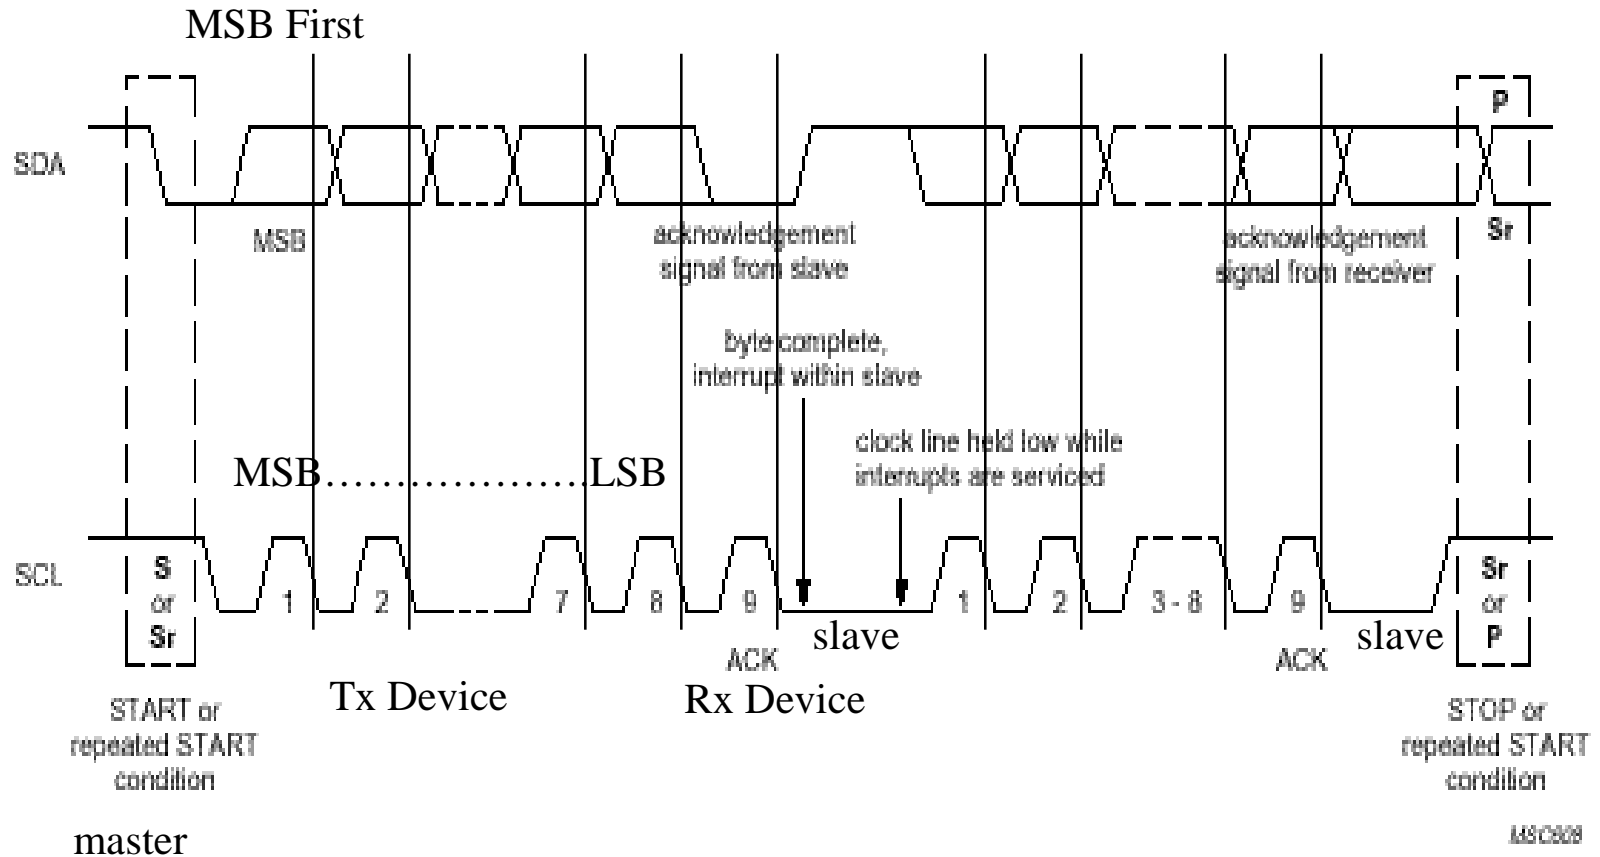 MSB First
P
SDA
Sr
MSB
acknowledgement
signal from slave
acknowledgement
signal from receiver
byte complete,
interrupt within slave
clock line held low while
interrupts are serviced
MSB....................LSB
SCL
S
or
Sr
1
2
7
8
9
1
2
3 - 8
9
Sr
or
P
slave
slave
ACK
ACK
Tx Device
Rx Device
START or
repeated START
condition
STOP or
repeated START
condition
master
MSC608